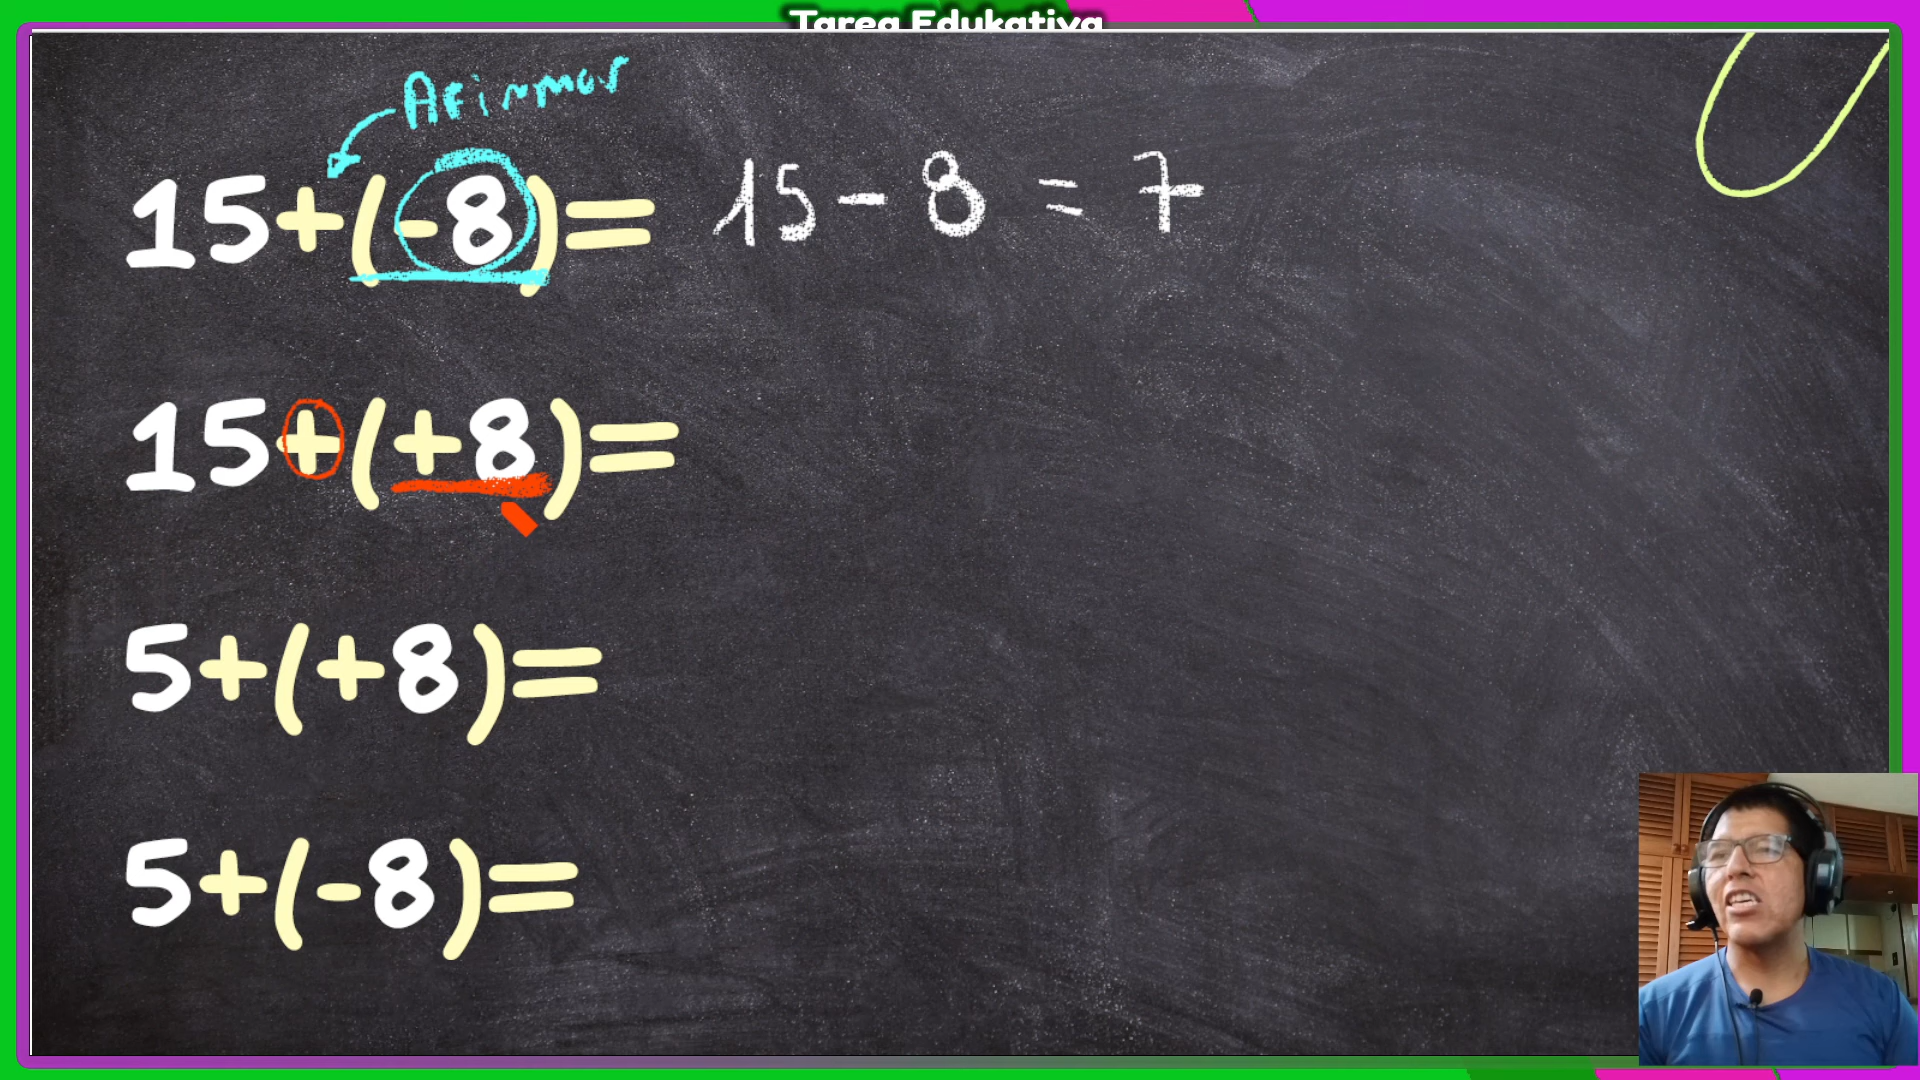 Tarea Edukativa
Afirmar
15+(-8)= 15-8=7
15+(+8)=
5+(+8)=
5+(-8)=